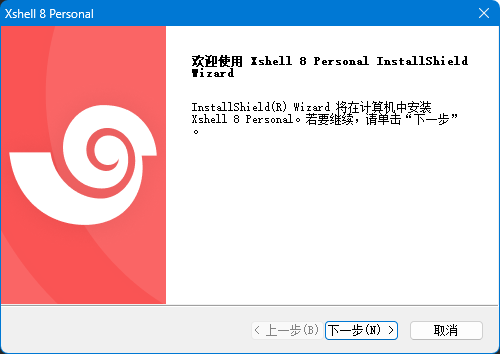 Xshell 8 Personal
欢迎使用 Xshell 8 Personal InstallShield
Wizard
InstallShield(R) Wizard 将在计算机中安装
Xshell 8 Personal。若要继续，请单击“下一步”
。
< 上一步(B)
下一步(N) >
取消